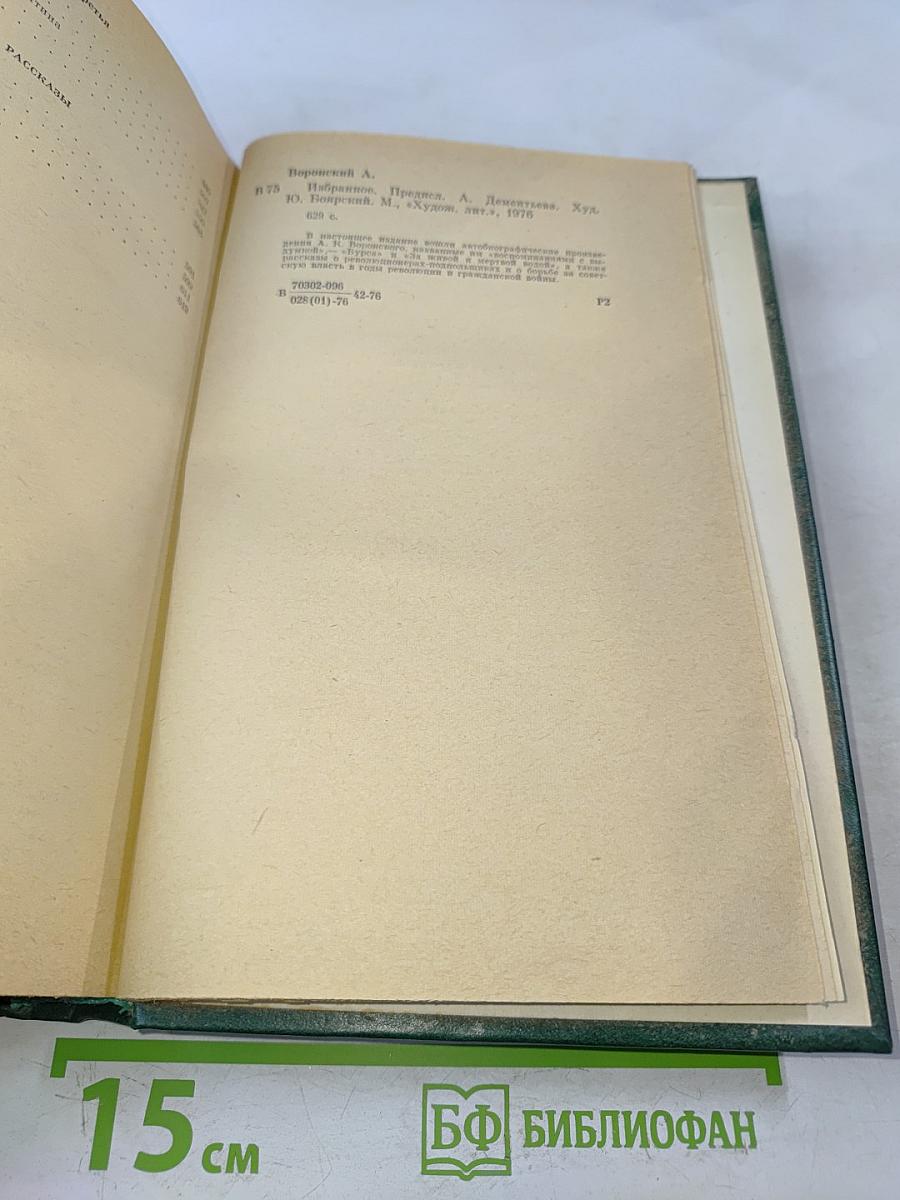 РАССКАЗЫ
Воронский А.
В 75 Избранное. Предисл. А. Дементьева. Худ.
Ю. Боярский. М., «Худож. лит.», 1976
629 с.
В настоящее издание вошли автобиографические произве-
дения А. К. Воронского, названные им «воспоминаниями с вы-
думкой»,— «Бурса» и «За живой и мертвой водой», а также
рассказы о революционерах-подпольщиках и о борьбе за совет-
скую власть в годы революции и гражданской войны.
В 70302-096
028(01)-76 42-76 Р2
15 см
БФ БИБЛИОФАН